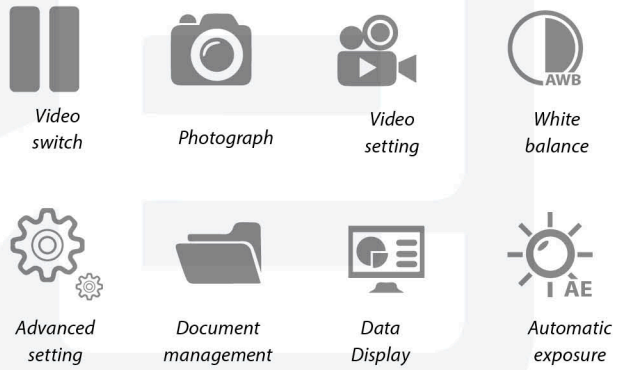 AWB
Video
switch
Photograph
Video
setting
White
balance
AE
Advanced
setting
Document
management
Data
Display
Automatic
exposure